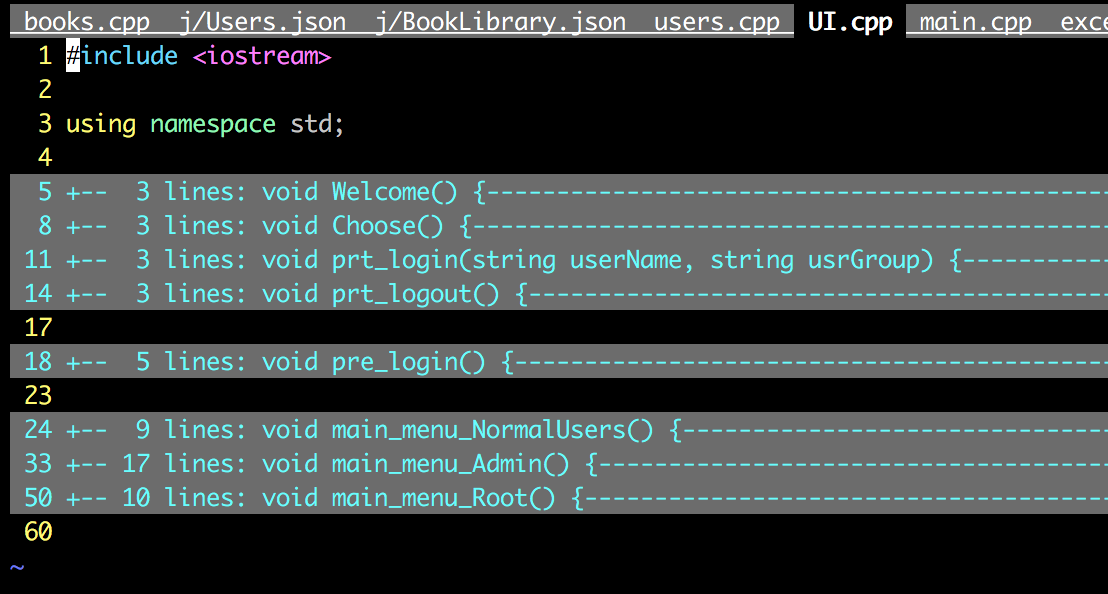 books.cpp  j/Users.json  j/BookLibrary.json  users.cpp  UI.cpp  main.cpp  exce
1 #include <iostream>
2
3 using namespace std;
4
5 +--  3 lines: void Welcome() {---------------------------------------------
8 +--  3 lines: void Choose() {----------------------------------------------
11 +--  3 lines: void prt_login(string userName, string usrGroup) {-----------
14 +--  3 lines: void prt_logout() {------------------------------------------
17
18 +--  5 lines: void pre_login() {-------------------------------------------
23
24 +--  9 lines: void main_menu_NormalUsers() {-------------------------------
33 +-- 17 lines: void main_menu_Admin() {-------------------------------------
50 +-- 10 lines: void main_menu_Root() {--------------------------------------
60
~